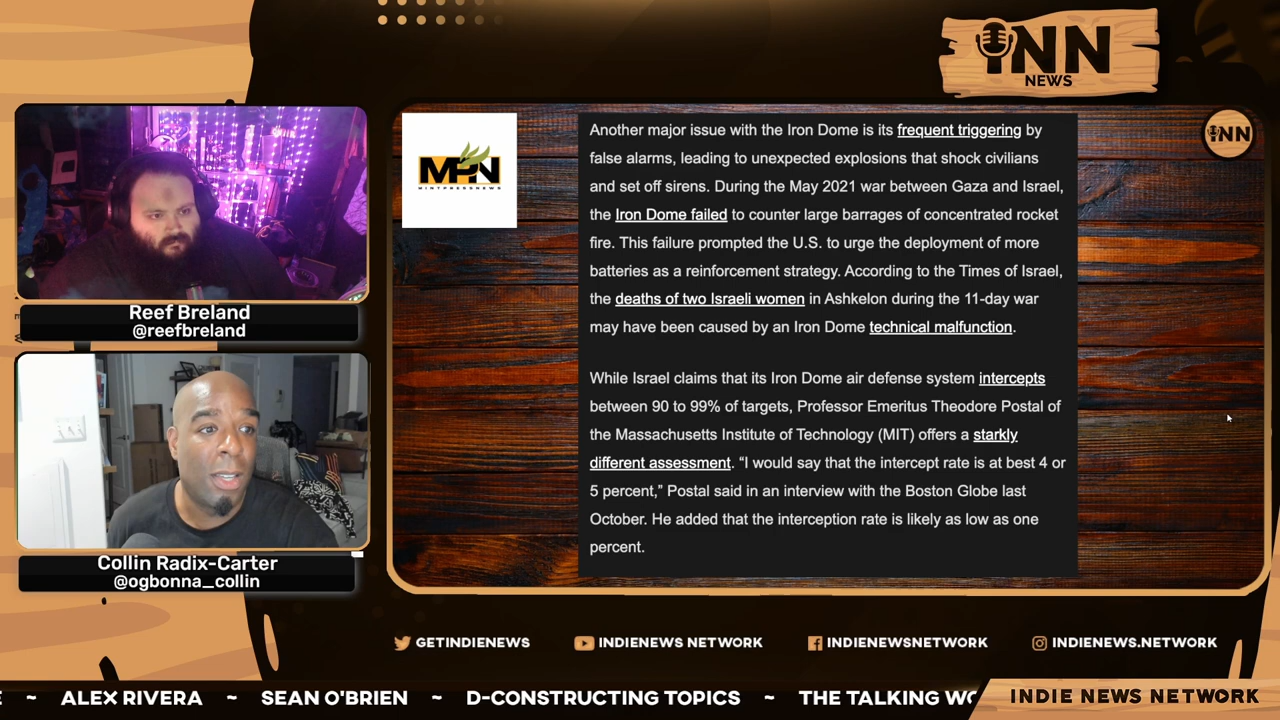 INN
NEWS
MPN
MINTPRESSNEWS
Another major issue with the Iron Dome is its frequent triggering by
false alarms, leading to unexpected explosions that shock civilians
and set off sirens. During the May 2021 war between Gaza and Israel,
the Iron Dome failed to counter large barrages of concentrated rocket
fire. This failure prompted the U.S. to urge the deployment of more
batteries as a reinforcement strategy. According to the Times of Israel,
the deaths of two Israeli women in Ashkelon during the 11-day war
may have been caused by an Iron Dome technical malfunction.
While Israel claims that its Iron Dome air defense system intercepts
between 90 to 99% of targets, Professor Emeritus Theodore Postal of
the Massachusetts Institute of Technology (MIT) offers a starkly
different assessment. “I would say that the intercept rate is at best 4 or
5 percent,” Postal said in an interview with the Boston Globe last
October. He added that the interception rate is likely as low as one
percent.
INN
Reef Breland
@reefbreland
Collin Radix-Carter
@ogbonna_collin
GETINDIENEWS
INDIENEWS NETWORK
INDIENEWSNETWORK
INDIENEWS.NETWORK
~ ALEX RIVERA ~ SEAN O'BRIEN ~ D-CONSTRUCTING TOPICS ~ THE TALKING
INDIE NEWS NETWORK